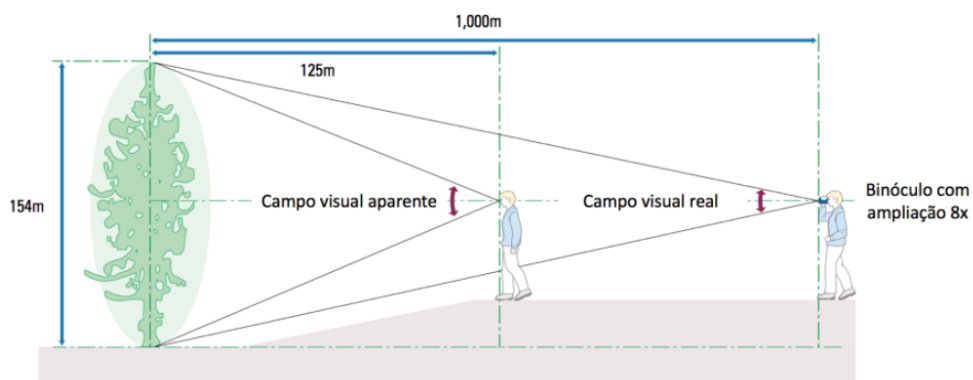 1,000m
125m
154m
Campo visual aparente
Campo visual real
Binóculo com
ampliação 8x